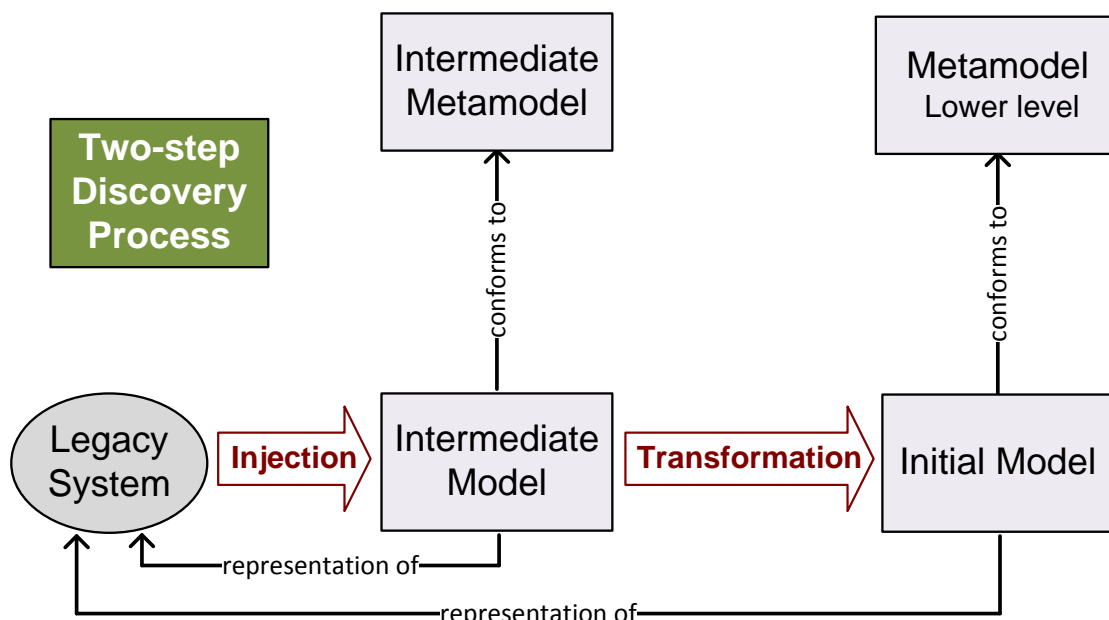 Intermediate
Metamodel
Metamodel
Lower level
Two-step
Discovery
Process
conforms to
conforms to
Legacy
System
Injection
Intermediate
Model
Transformation
Initial Model
representation of
representation of